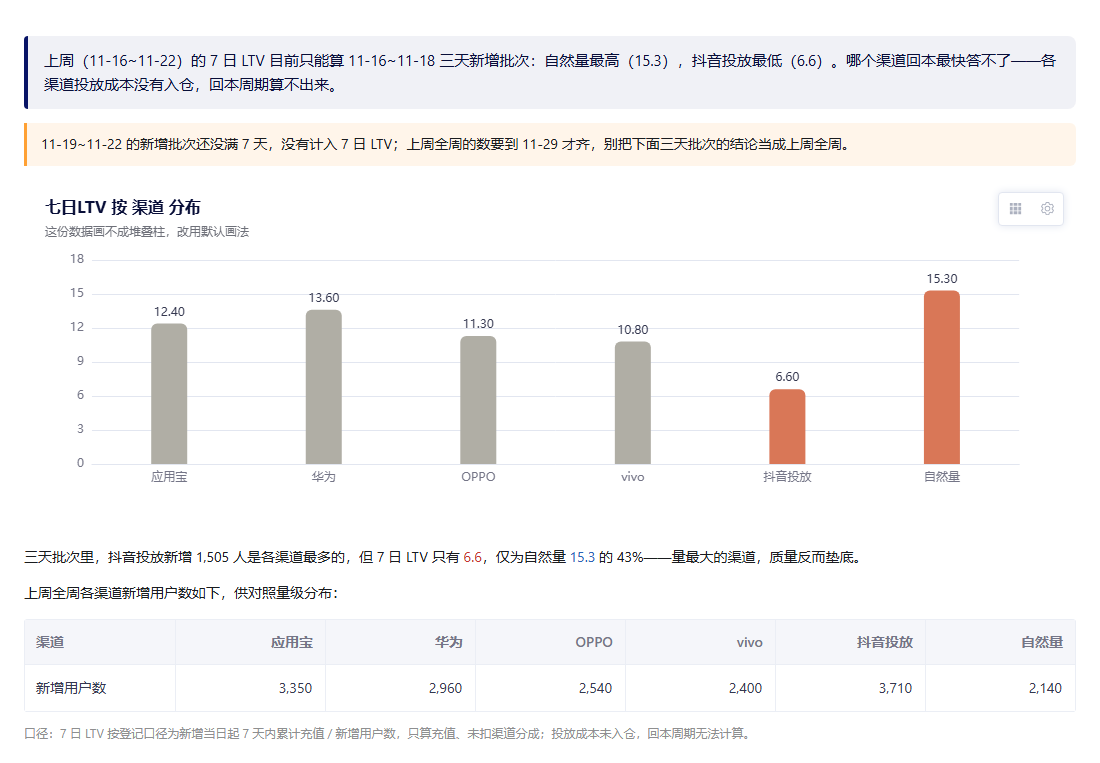 上周（11-16~11-22）的 7 日 LTV 目前只能算 11-16~11-18 三天新增批次：自然量最高（15.3），抖音投放最低（6.6）。哪个渠道回本最快答不了——各
渠道投放成本没有入仓，回本周期算不出来。
11-19~11-22 的新增批次还没满 7 天，没有计入 7 日 LTV；上周全周的数要到 11-29 才齐，别把下面三天批次的结论当成上周全周。
七日LTV 按 渠道 分布
这份数据画不成堆叠柱，改用默认画法
18
15
12
9
6
3
0
12.40
13.60
11.30
10.80
6.60
15.30
应用宝
华为
OPPO
vivo
抖音投放
自然量
三天批次里，抖音投放新增 1,505 人是各渠道最多的，但 7 日 LTV 只有 6.6，仅为自然量 15.3 的 43%——量最大的渠道，质量反而垫底。
上周全周各渠道新增用户数如下，供对照量级分布：
渠道 应用宝 华为 OPPO vivo 抖音投放 自然量
新增用户数 3,350 2,960 2,540 2,400 3,710 2,140
口径：7 日 LTV 按登记口径为新增当日起 7 天内累计充值 / 新增用户数，只算充值、未扣渠道分成；投放成本未入仓，回本周期无法计算。